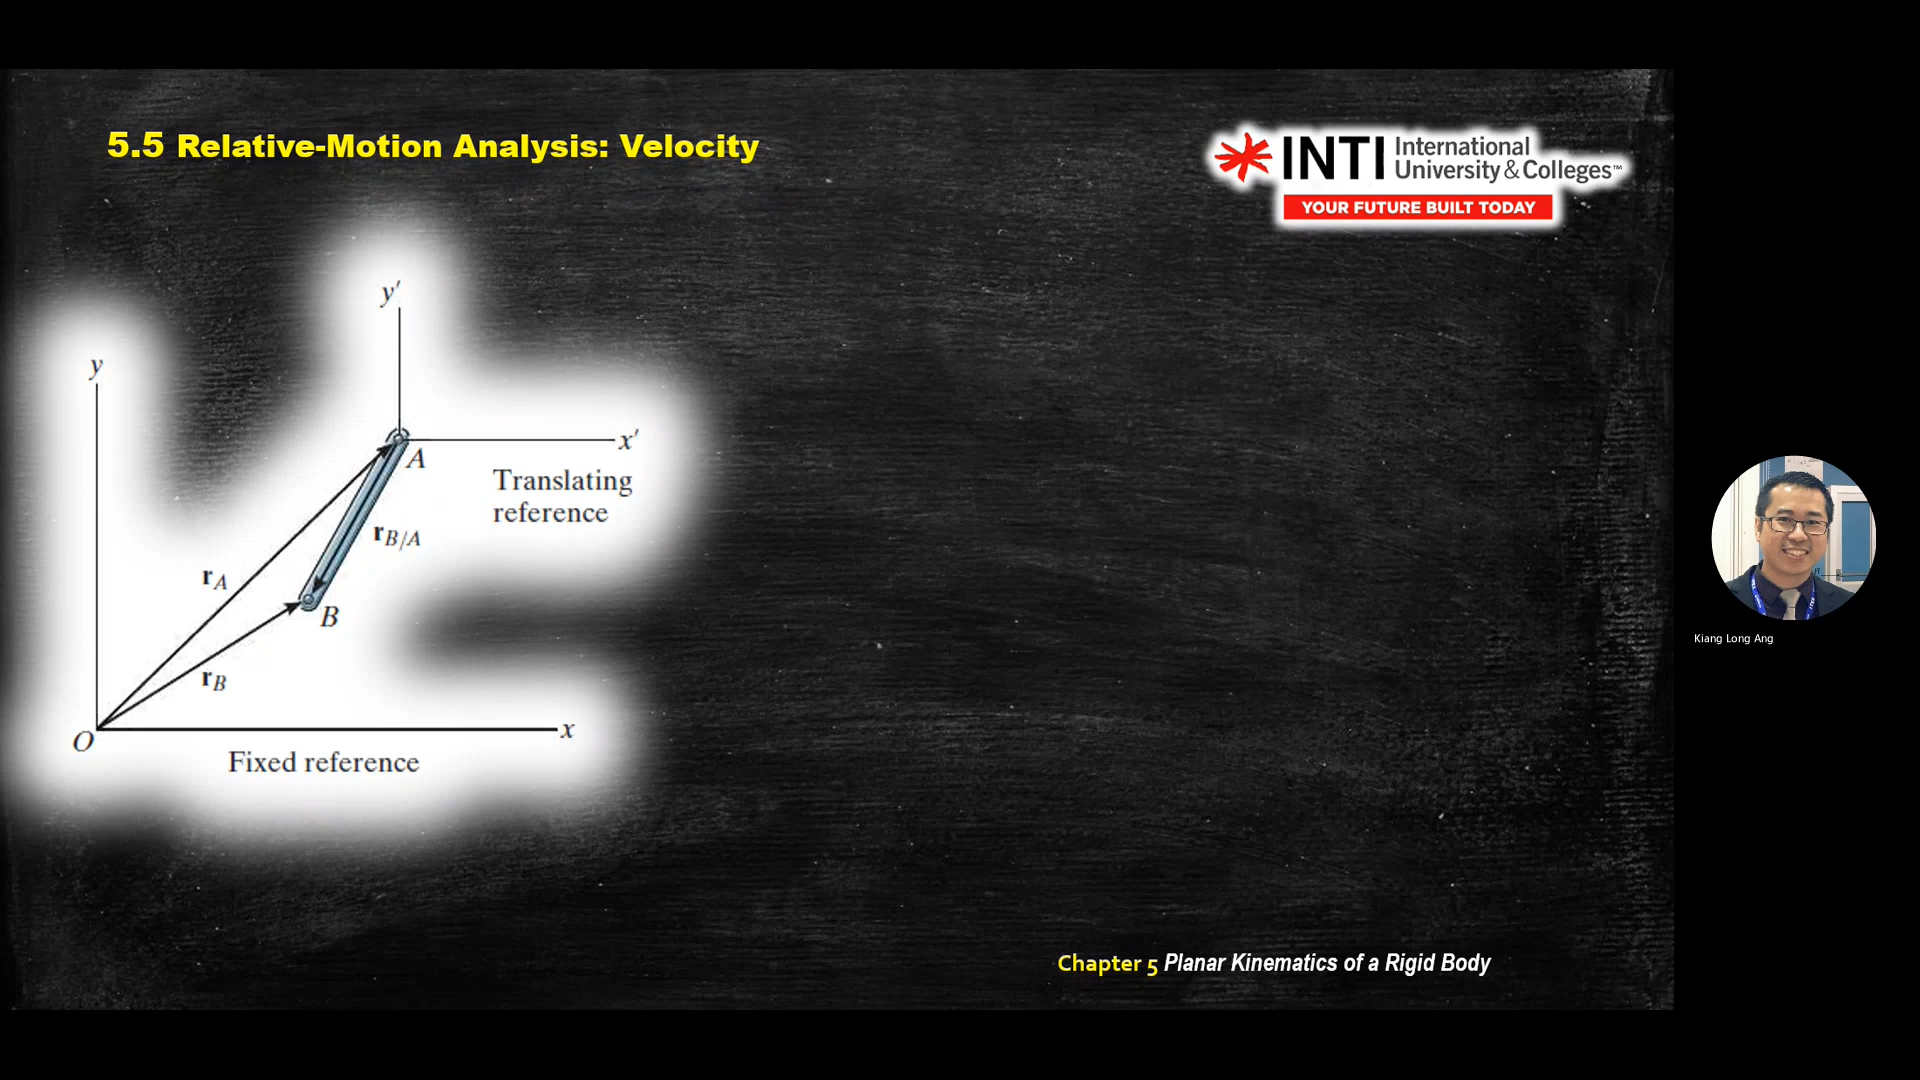 5.5 Relative-Motion Analysis: Velocity
INTI International
University & Colleges™
YOUR FUTURE BUILT TODAY
y′
y
x′
A
Translating
reference
r_B/A
r_A
B
r_B
x
O
Fixed reference
Kiang Long Ang
Chapter 5 Planar Kinematics of a Rigid Body